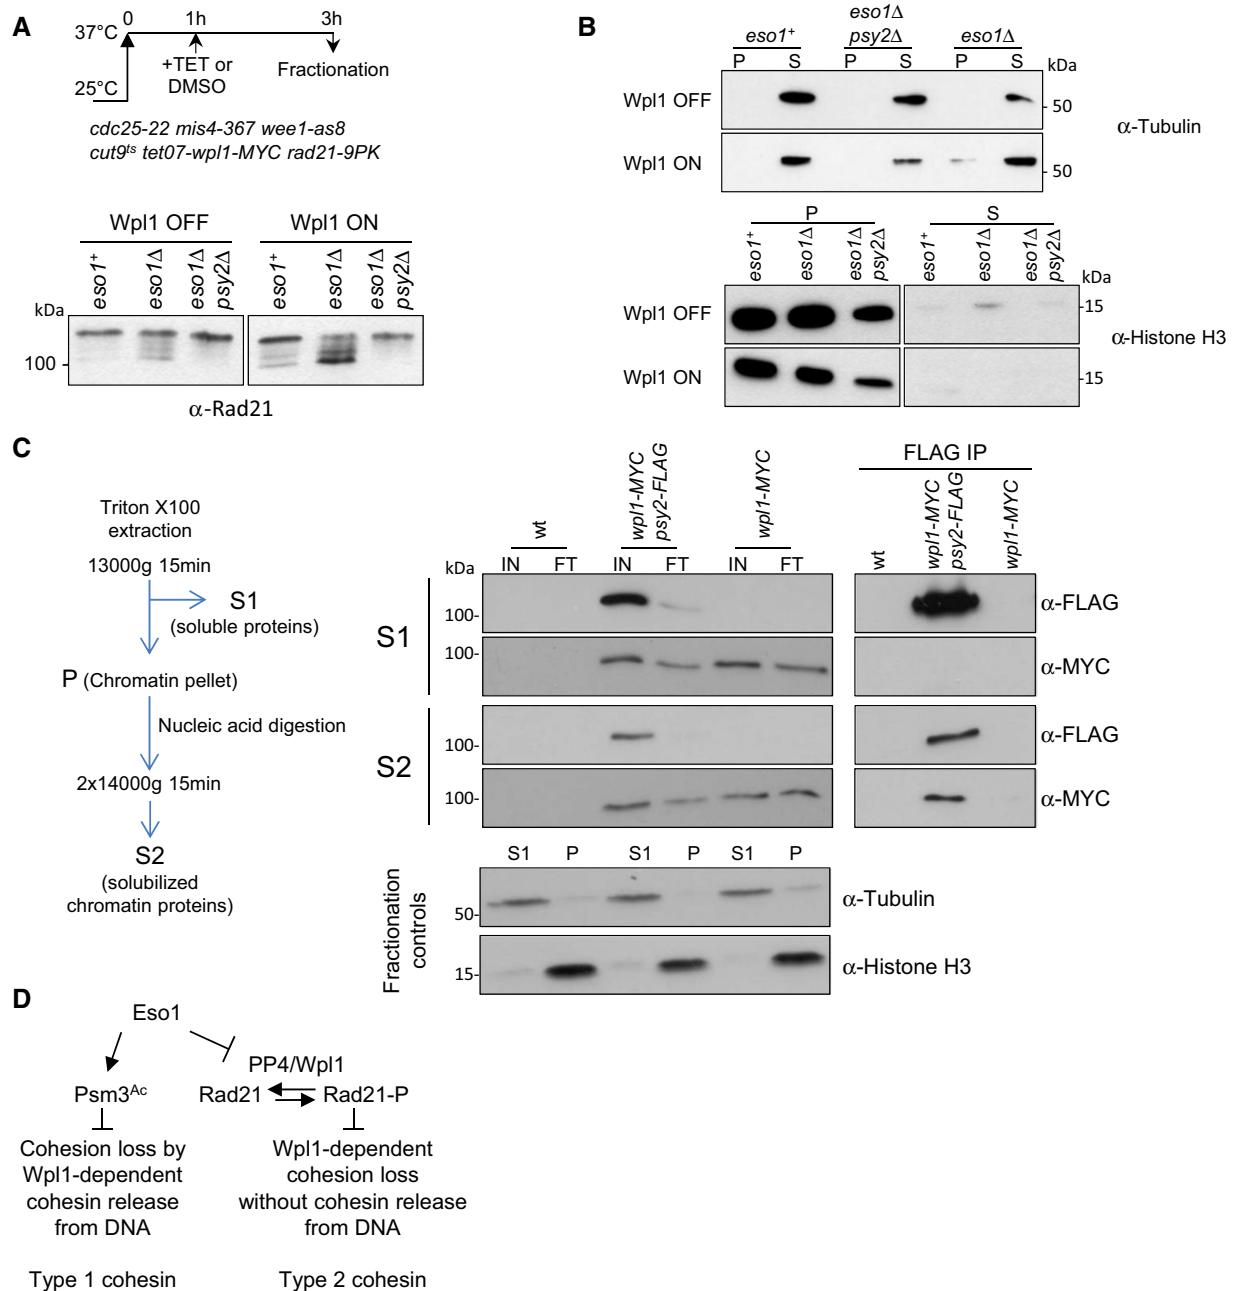 A
37°C
0
1h
3h
+TET or
DMSO
Fractionation
25°C
cdc25-22 mis4-367 wee1-as8
cut9ts tet07-wpl1-MYC rad21-9PK
Wpl1 OFF
Wpl1 ON
eso1+
eso1Δ
eso1Δ
psy2Δ
eso1+
eso1Δ
eso1Δ
psy2Δ
kDa
100
α-Rad21
B
eso1+
eso1Δ
psy2Δ
eso1Δ
P S P S P S
kDa
Wpl1 OFF
50
α-Tubulin
Wpl1 ON
50
P
S
eso1+
eso1Δ
eso1Δ
psy2Δ
eso1+
eso1Δ
eso1Δ
psy2Δ
kDa
Wpl1 OFF
15
α-Histone H3
Wpl1 ON
15
C
Triton X100
extraction
13000g 15min
S1
(soluble proteins)
P (Chromatin pellet)
Nucleic acid digestion
2x14000g 15min
S2
(solubilized
chromatin proteins)
wt
wpl1-MYC
psy2-FLAG
wpl1-MYC
FLAG IP
wt
wpl1-MYC
psy2-FLAG
wpl1-MYC
kDa
IN FT IN FT IN FT
S1
100-
α-FLAG
100-
α-MYC
S2
100-
α-FLAG
100-
α-MYC
S1 P S1 P S1 P
Fractionation
controls
50-
α-Tubulin
15-
α-Histone H3
D
Eso1
PP4/Wpl1
Psm3Ac
Rad21
Rad21-P
Cohesion loss by
Wpl1-dependent
cohesin release
from DNA
Wpl1-dependent
cohesion loss
without cohesin release
from DNA
Type 1 cohesin
Type 2 cohesin